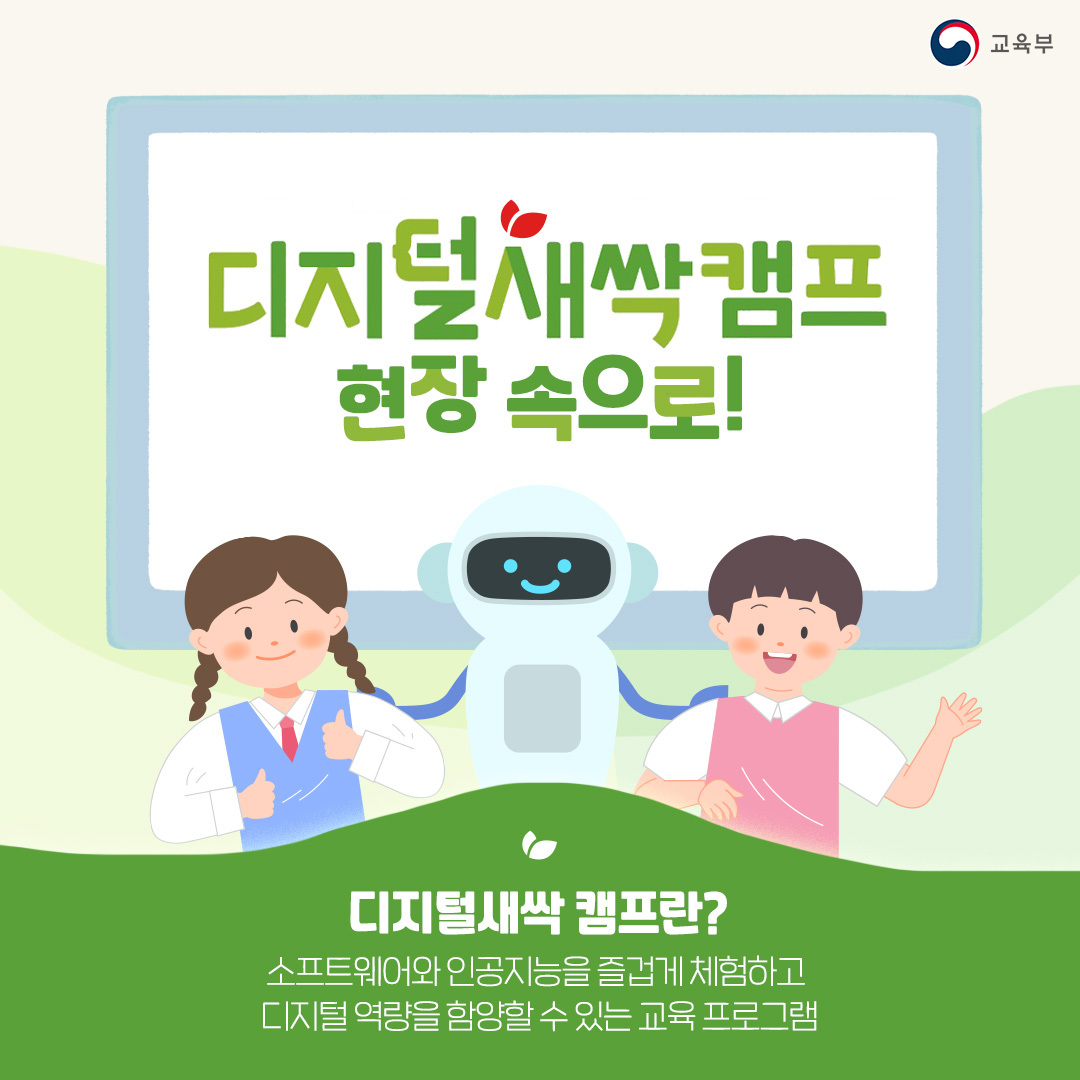 교육부
디지털새싹캠프
현장 속으로!
디지털새싹 캠프란?
소프트웨어와 인공지능을 즐겁게 체험하고
디지털 역량을 함양할 수 있는 교육 프로그램